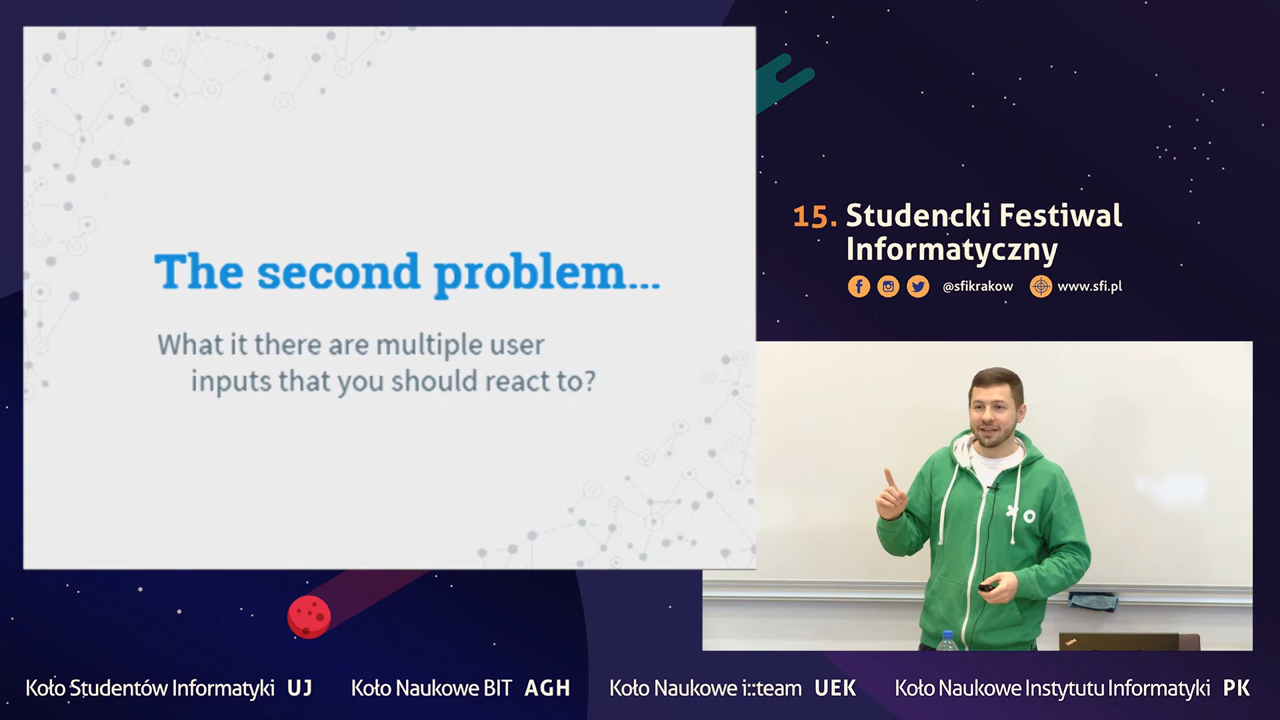 The second problem...
What it there are multiple user
inputs that you should react to?
15. Studencki Festiwal
Informatyczny
@sfikrakow www.sfi.pl
Koło Studentów Informatyki UJ
Koło Naukowe BIT AGH
Koło Naukowe i::team UEK
Koło Naukowe Instytutu Informatyki PK